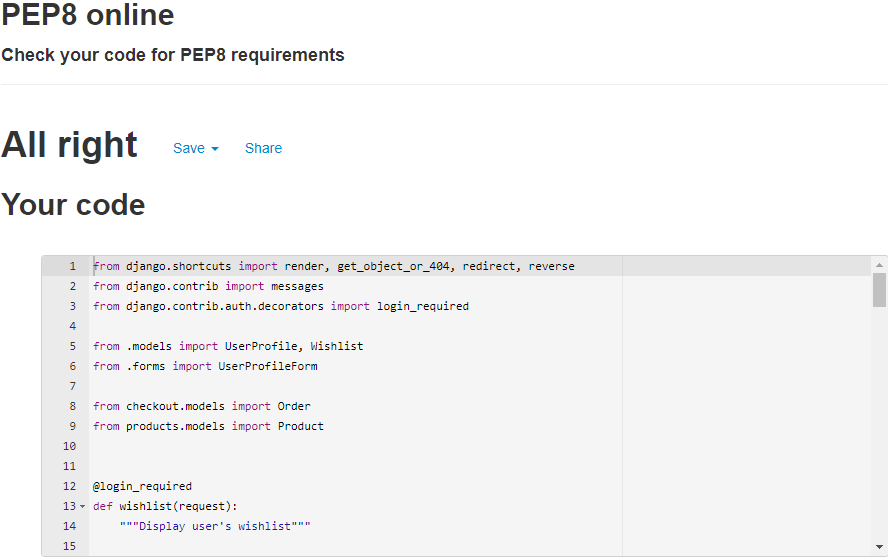 PEP8 online
Check your code for PEP8 requirements
All right Save Share
Your code
1 from django.shortcuts import render, get_object_or_404, redirect, reverse
2 from django.contrib import messages
3 from django.contrib.auth.decorators import login_required
4
5 from .models import UserProfile, Wishlist
6 from .forms import UserProfileForm
7
8 from checkout.models import Order
9 from products.models import Product
10
11
12 @login_required
13 def wishlist(request):
14     """Display user's wishlist"""
15